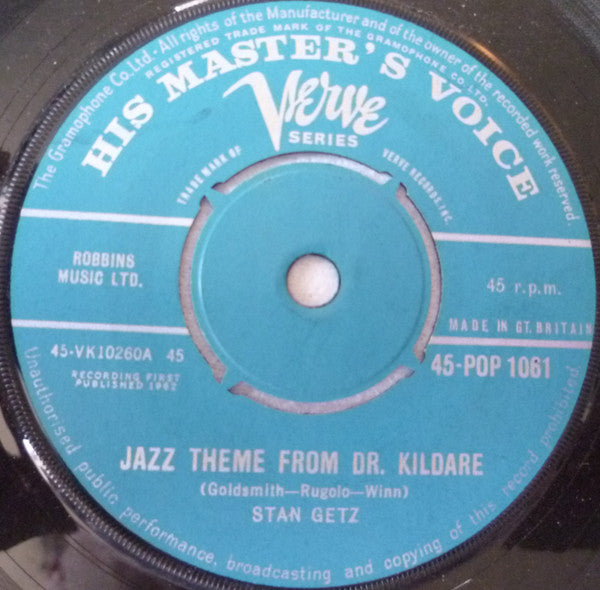 The Gramophone Co. Ltd. - All rights of the Manufacturer and of the owner of the recorded work reserved.
REGISTERED TRADE MARK OF THE GRAMOPHONE CO LTD.
HIS MASTER'S VOICE
Verve
SERIES
TRADE MARK OF VERVE RECORDS, INC.
ROBBINS
MUSIC LTD.
45 r.p.m.
MADE IN GT. BRITAIN
45-VK10260A 45
RECORDING FIRST
PUBLISHED 1962
45-POP 1061
JAZZ THEME FROM DR. KILDARE
(Goldsmith—Rugolo—Winn)
STAN GETZ
Unauthorised public performance, broadcasting and copying of this record prohibited